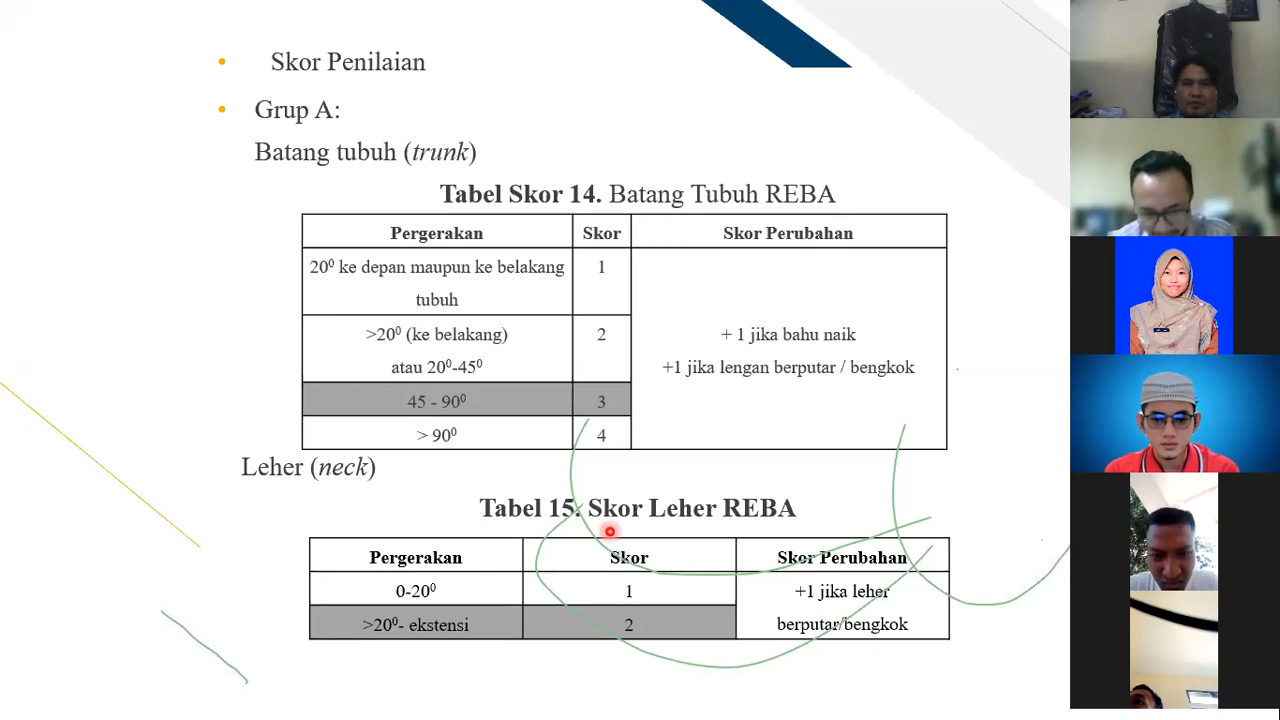 • Skor Penilaian
• Grup A:
Batang tubuh (trunk)
Tabel Skor 14. Batang Tubuh REBA
Pergerakan Skor Skor Perubahan
20⁰ ke depan maupun ke belakang 1
tubuh
>20⁰ (ke belakang) 2 + 1 jika bahu naik
atau 20⁰-45⁰ +1 jika lengan berputar / bengkok
45 - 90⁰ 3
> 90⁰ 4
Leher (neck)
Tabel 15. Skor Leher REBA
Pergerakan Skor Skor Perubahan
0-20⁰ 1 +1 jika leher
>20⁰- ekstensi 2 berputar/bengkok